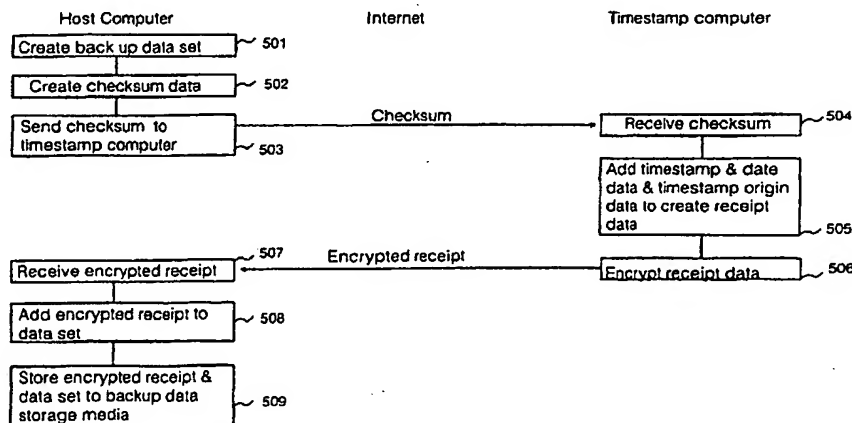 Host Computer
Internet
Timestamp computer
Create back up data set
501
Create checksum data
502
Send checksum to
timestamp computer
503
Checksum
Receive checksum
504
Add timestamp & date
data & timestamp origin
data to create receipt
data
505
Encrypt receipt data
506
Encrypted receipt
507
Receive encrypted receipt
Add encrypted receipt to
data set
508
Store encrypted receipt &
data set to backup data
storage media
509